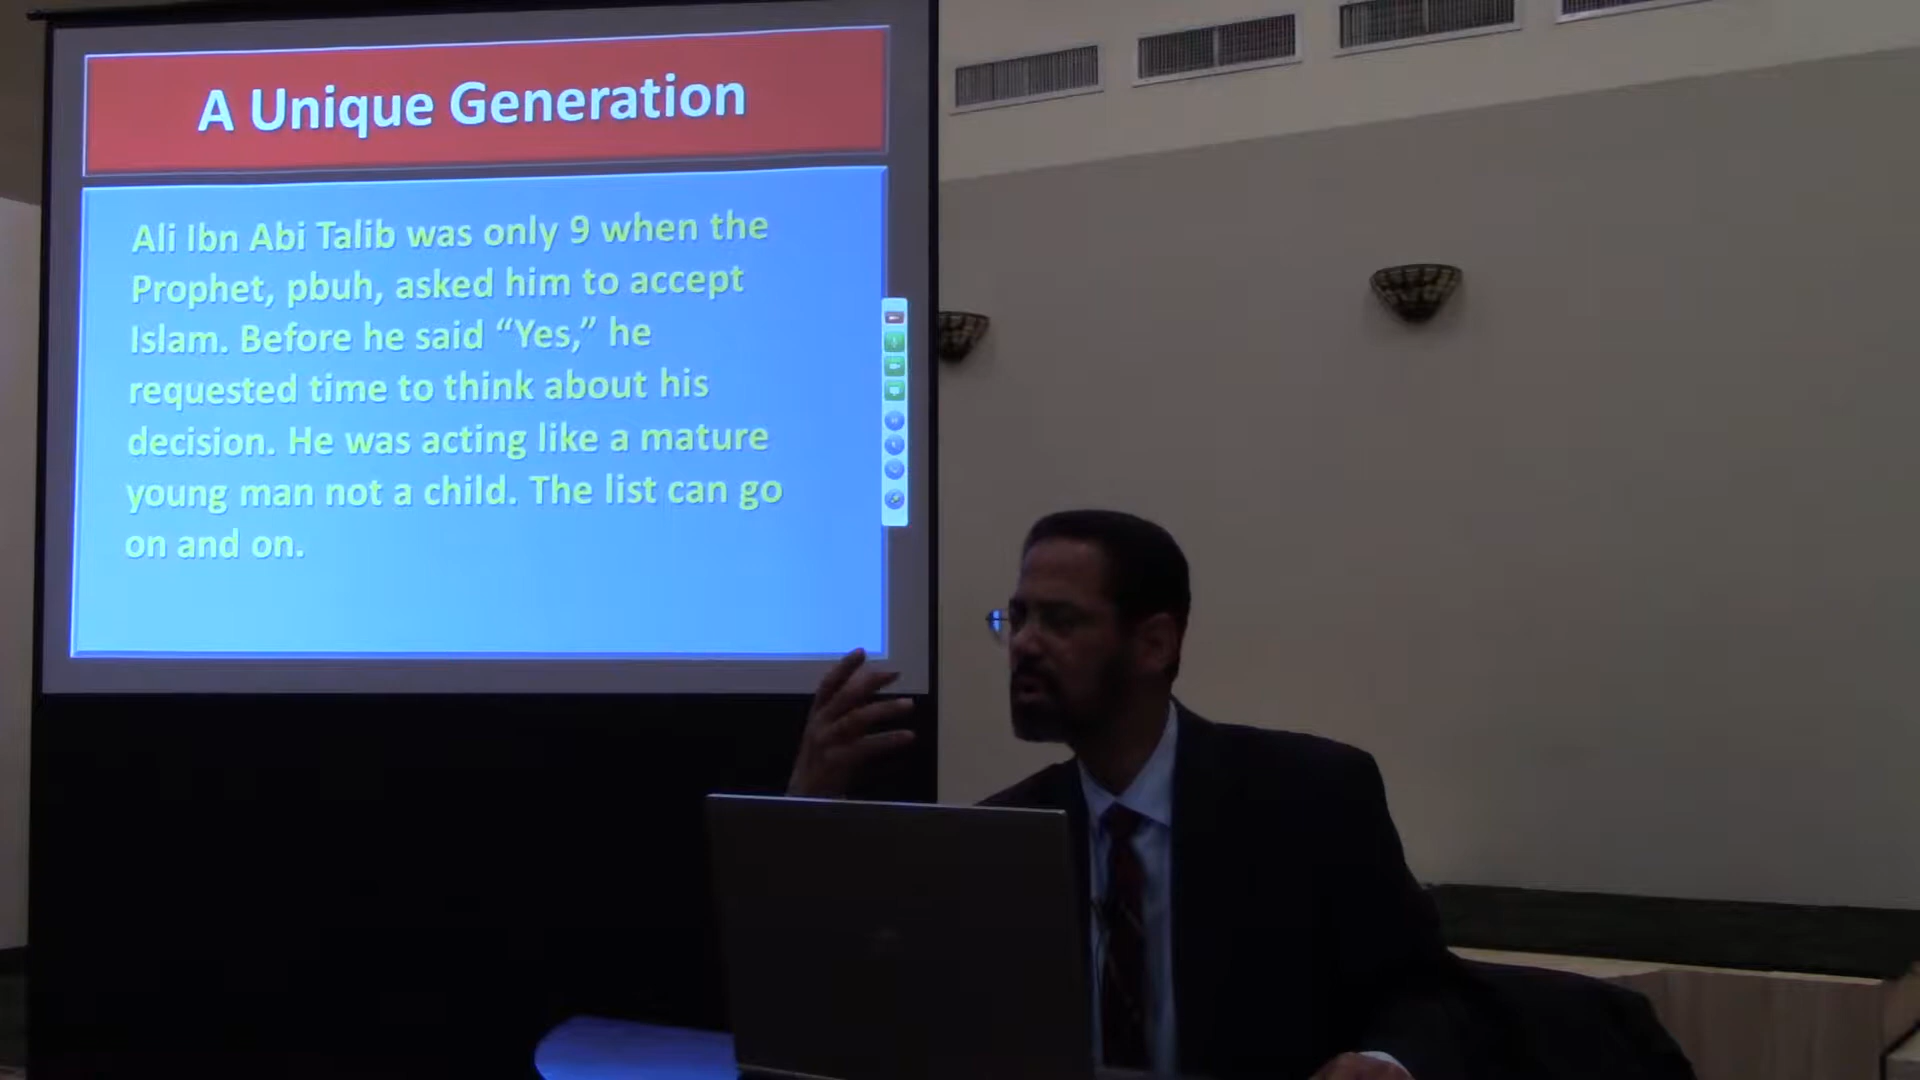 A Unique Generation
Ali Ibn Abi Talib was only 9 when the
Prophet, pbuh, asked him to accept
Islam. Before he said “Yes,” he
requested time to think about his
decision. He was acting like a mature
young man not a child. The list can go
on and on.